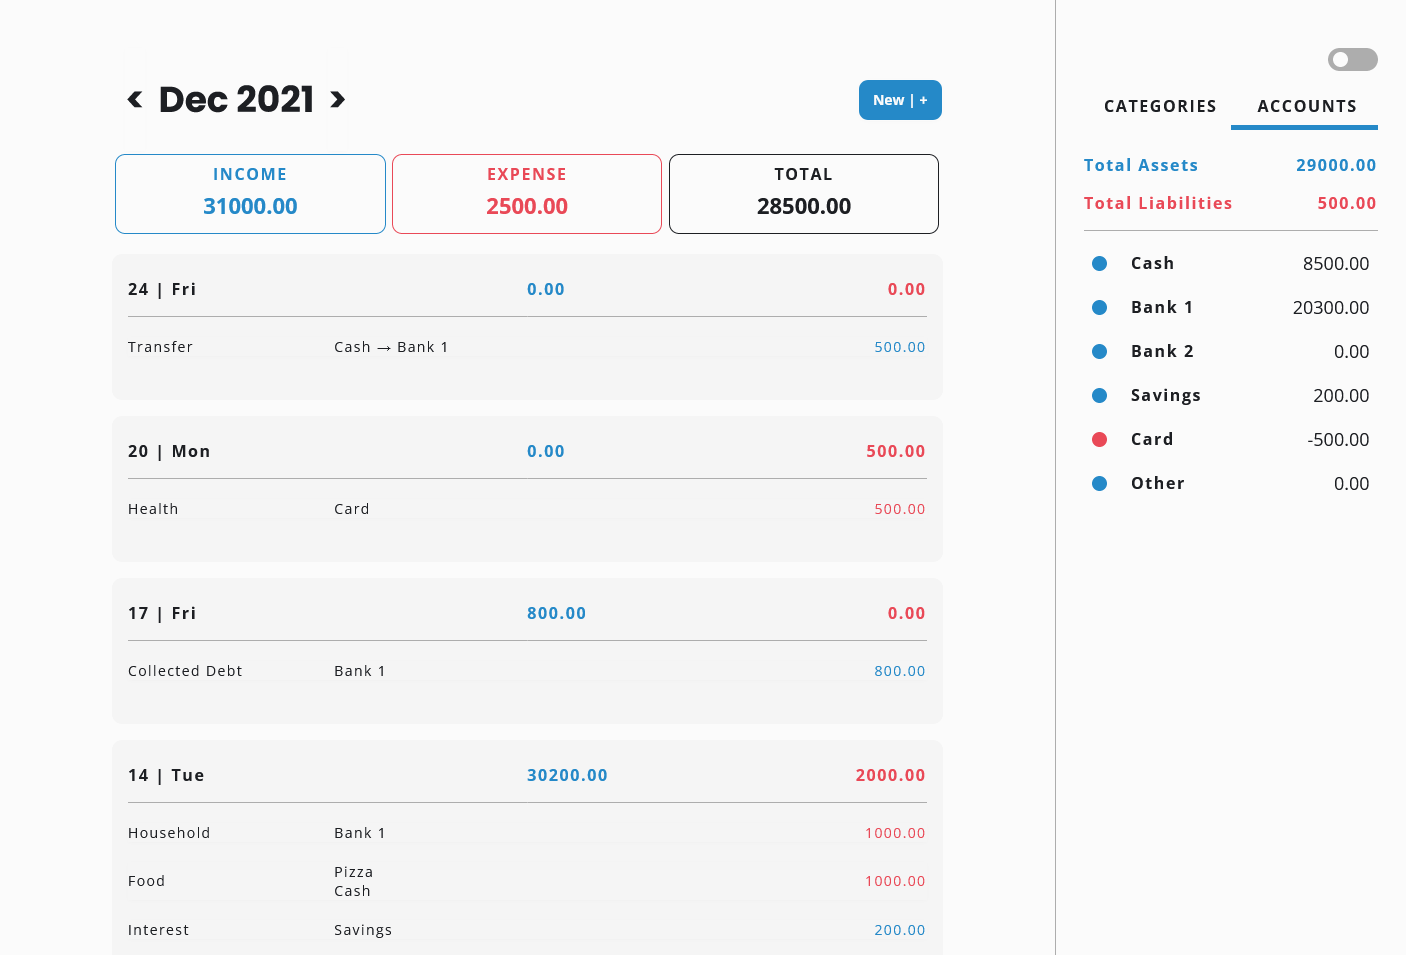 < Dec 2021 >
New | +
INCOME
31000.00
EXPENSE
2500.00
TOTAL
28500.00
24 | Fri 0.00 0.00
Transfer Cash → Bank 1 500.00
20 | Mon 0.00 500.00
Health Card 500.00
17 | Fri 800.00 0.00
Collected Debt Bank 1 800.00
14 | Tue 30200.00 2000.00
Household Bank 1 1000.00
Food Pizza
Cash 1000.00
Interest Savings 200.00
CATEGORIES ACCOUNTS
Total Assets 29000.00
Total Liabilities 500.00
Cash 8500.00
Bank 1 20300.00
Bank 2 0.00
Savings 200.00
Card -500.00
Other 0.00